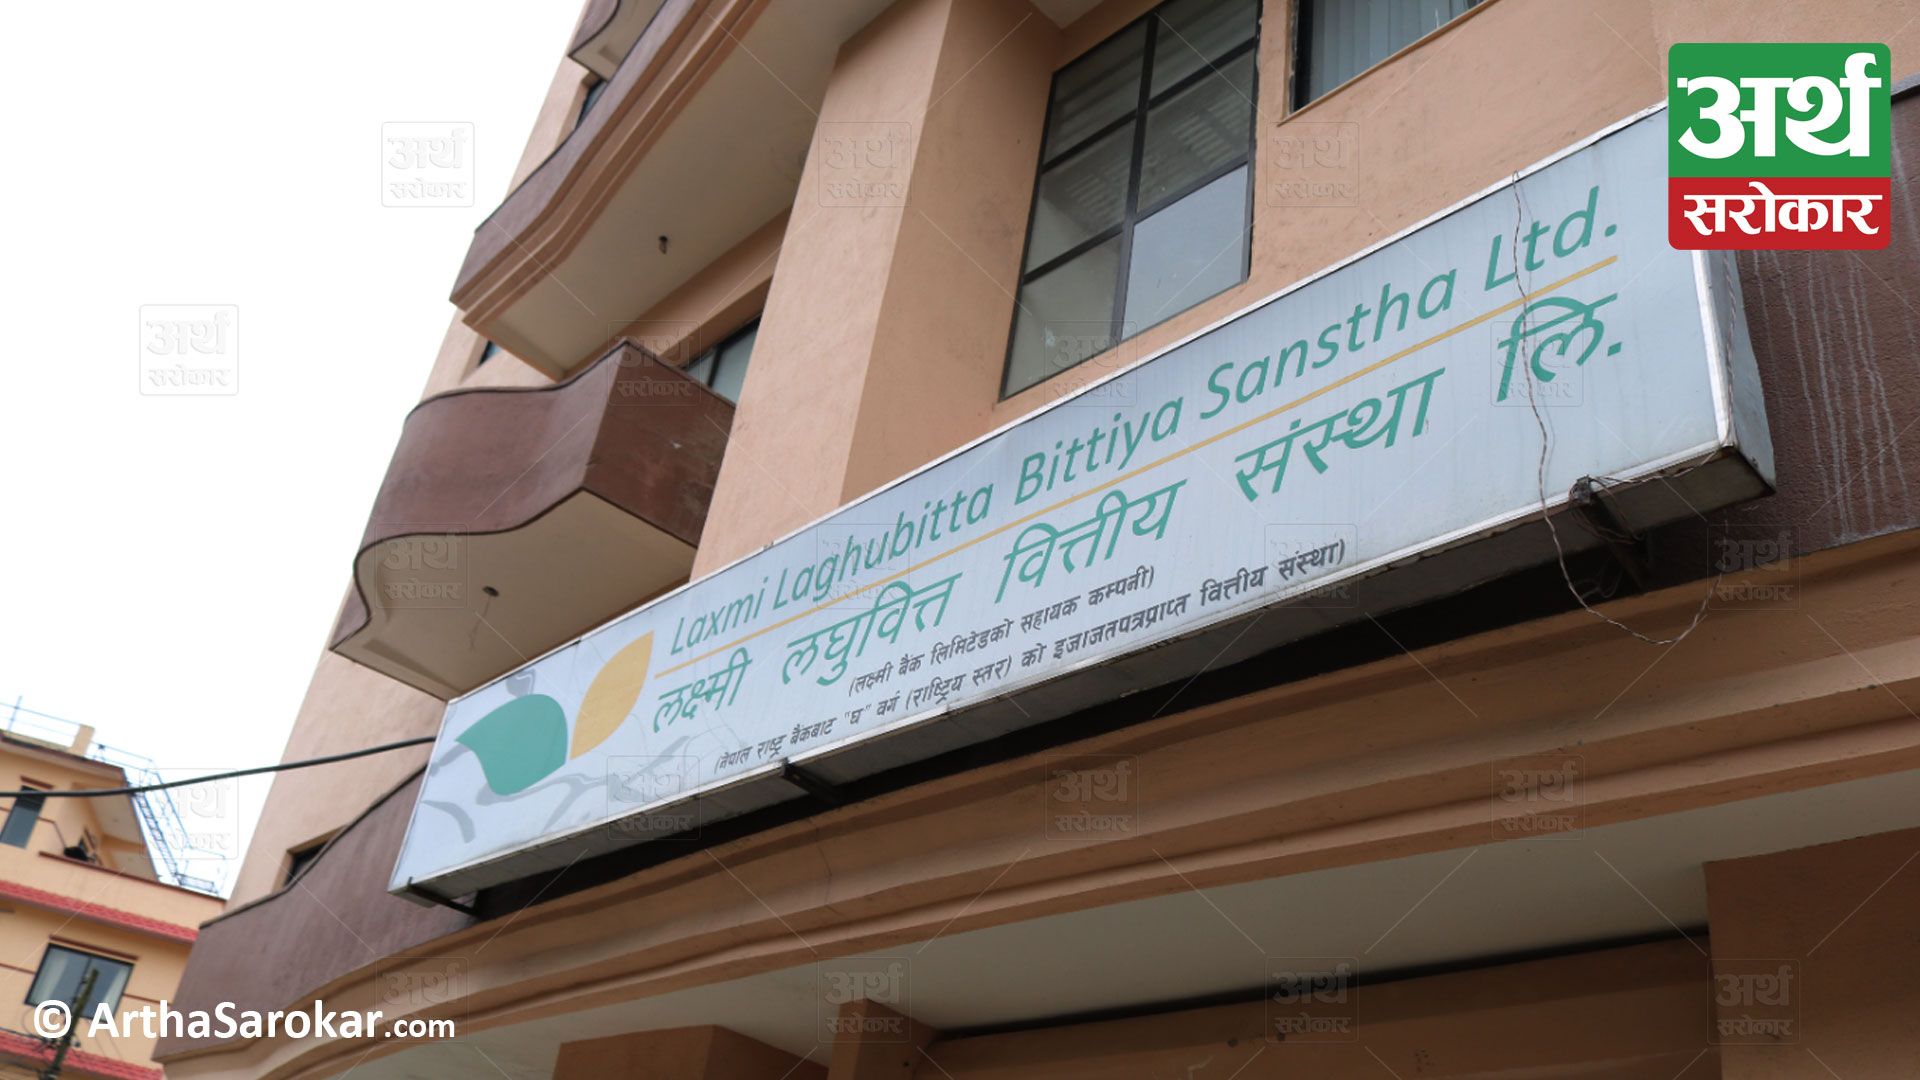 अर्थ
सरोकार
Laxmi Laghubitta Bittiya Sanstha Ltd.
लक्ष्मी लघुवित्त वित्तीय संस्था लि.
(लक्ष्मी बैंक लिमिटेडको सहायक कम्पनी)
(नेपाल राष्ट्र बैंकबाट "घ" वर्ग (राष्ट्रिय स्तर) को इजाजतपत्रप्राप्त वित्तीय संस्था)
© ArthaSarokar.com